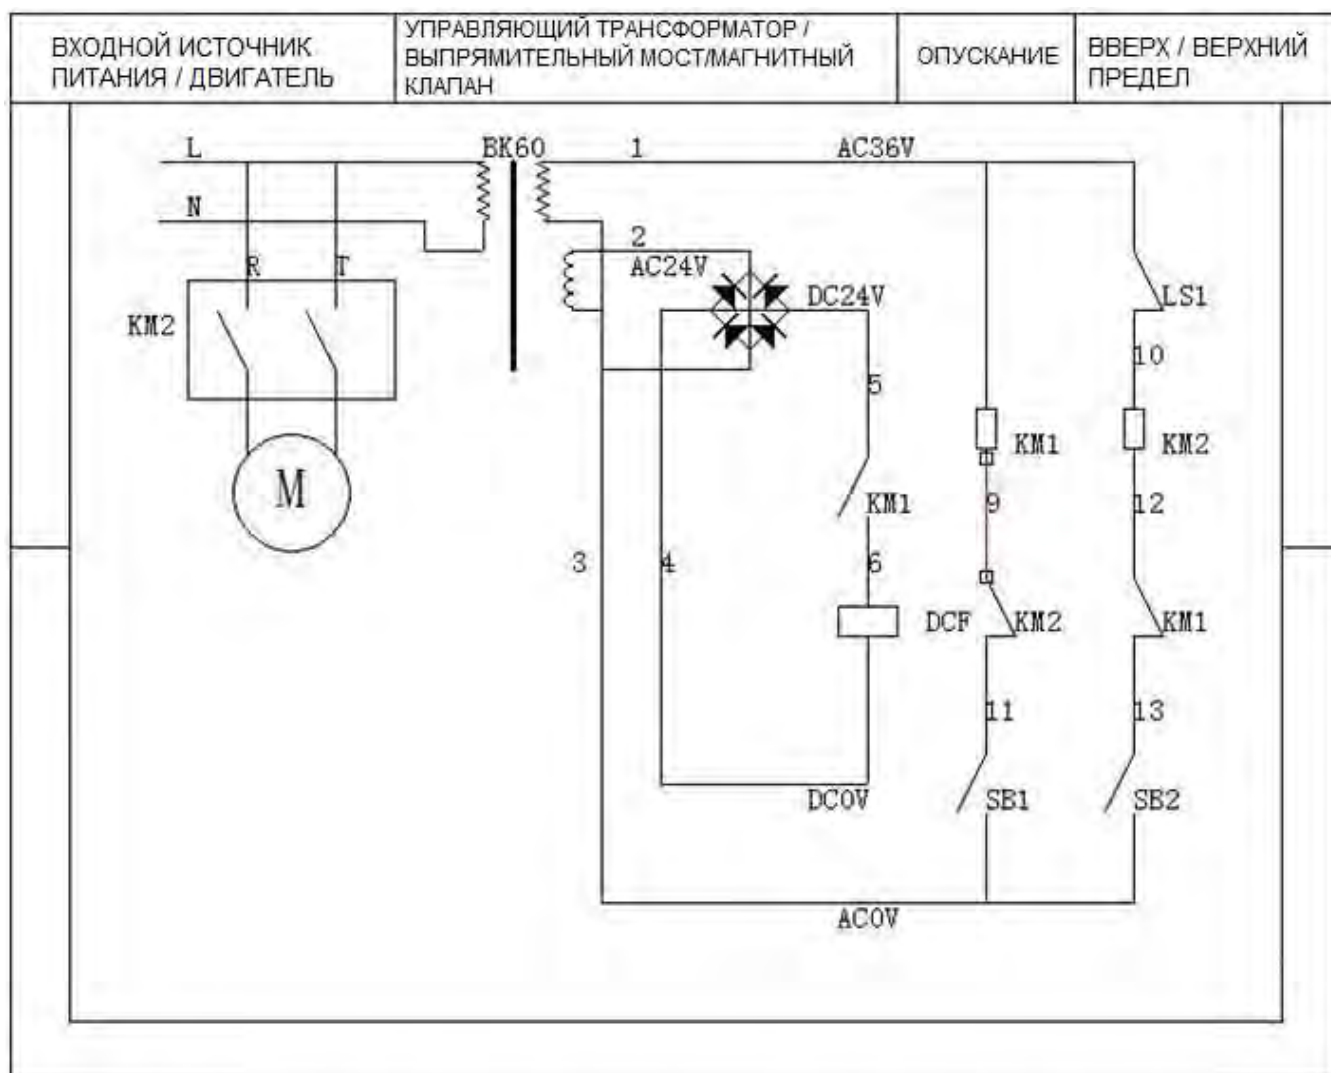 ВХОДНОЙ ИСТОЧНИК
ПИТАНИЯ / ДВИГАТЕЛЬ
УПРАВЛЯЮЩИЙ ТРАНСФОРМАТОР /
ВЫПРЯМИТЕЛЬНЫЙ МОСТ/МАГНИТНЫЙ
КЛАПАН
ОПУСКАНИЕ
ВВЕРХ / ВЕРХНИЙ
ПРЕДЕЛ
L
BK60
1
AC36V
N
2
AC24V
R
T
DC24V
LS1
KM2
10
5
KM1
KM2
M
KM1
9
12
3
4
6
DCF
KM2
KM1
11
13
DC0V
SB1
SB2
AC0V